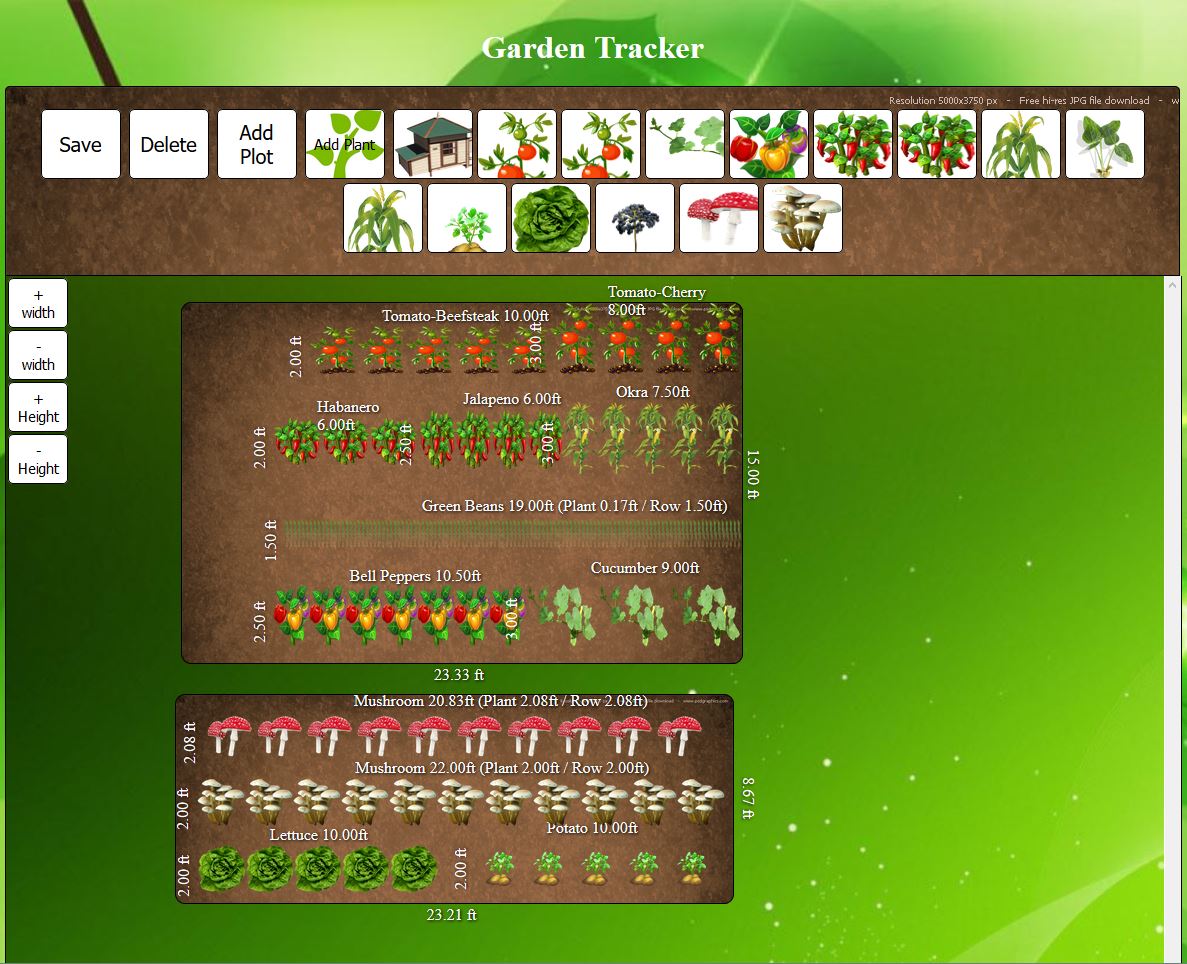 Garden Tracker
Resolution 5000x3750 px - Free hi-res JPG file download - w
Save
Delete
Add
Plot
Add Plant
+
width
-
width
+
Height
-
Height
Tomato-Cherry
8.00ft
Tomato-Beefsteak 10.00ft
2.00 ft
3.00 ft
Habanero
6.00ft
Jalapeno 6.00ft
Okra 7.50ft
2.00 ft
2.50 ft
3.00 ft
15.00 ft
Green Beans 19.00ft (Plant 0.17ft / Row 1.50ft)
1.50 ft
Bell Peppers 10.50ft
Cucumber 9.00ft
2.50 ft
3.00 ft
23.33 ft
Mushroom 20.83ft (Plant 2.08ft / Row 2.08ft)
download - www.psdgraphics.com
2.08 ft
Mushroom 22.00ft (Plant 2.00ft / Row 2.00ft)
2.00 ft
8.67 ft
Lettuce 10.00ft
Potato 10.00ft
2.00 ft
2.00 ft
23.21 ft